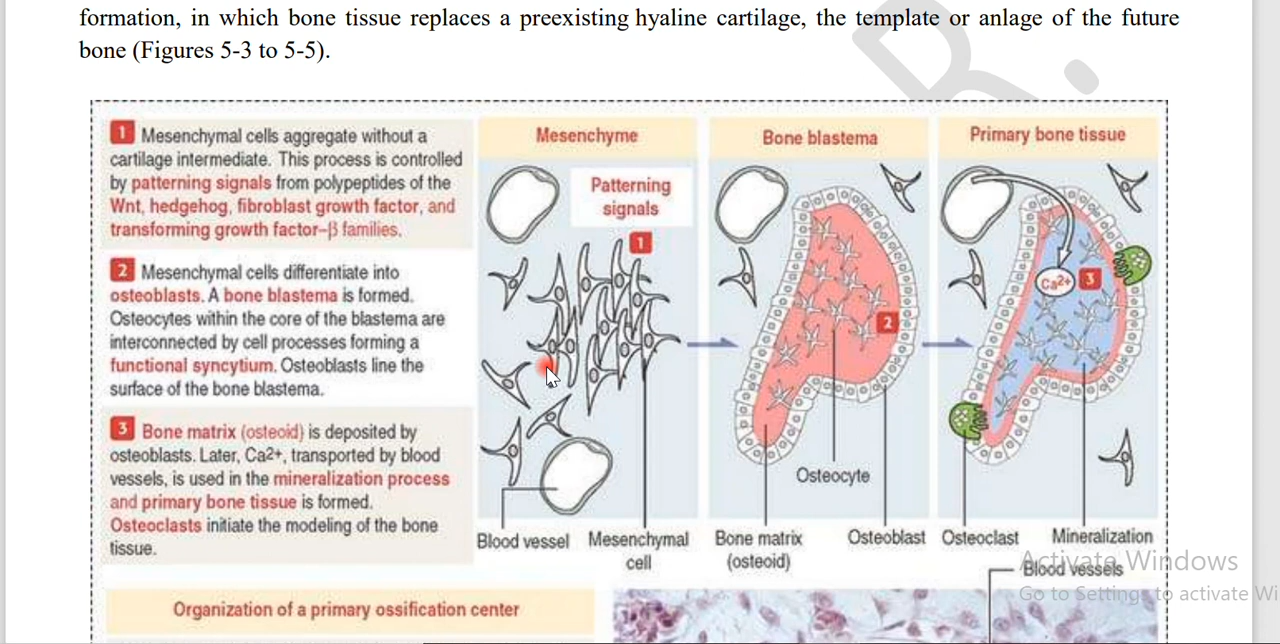 formation, in which bone tissue replaces a preexisting hyaline cartilage, the template or anlage of the future
bone (Figures 5-3 to 5-5).
1 Mesenchymal cells aggregate without a
cartilage intermediate. This process is controlled
by patterning signals from polypeptides of the
Wnt, hedgehog, fibroblast growth factor, and
transforming growth factor–β families.
2 Mesenchymal cells differentiate into
osteoblasts. A bone blastema is formed.
Osteocytes within the core of the blastema are
interconnected by cell processes forming a
functional syncytium. Osteoblasts line the
surface of the bone blastema.
3 Bone matrix (osteoid) is deposited by
osteoblasts. Later, Ca2+, transported by blood
vessels, is used in the mineralization process
and primary bone tissue is formed.
Osteoclasts initiate the modeling of the bone
tissue.
Mesenchyme
Patterning
signals
1
Blood vessel
Mesenchymal
cell
Bone blastema
2
Osteocyte
Bone matrix
(osteoid)
Osteoblast
Primary bone tissue
Ca2+
3
Osteoclast
Mineralization
Blood vessels
Organization of a primary ossification center
R.
Activate Windows
Go to Settings to activate Wi